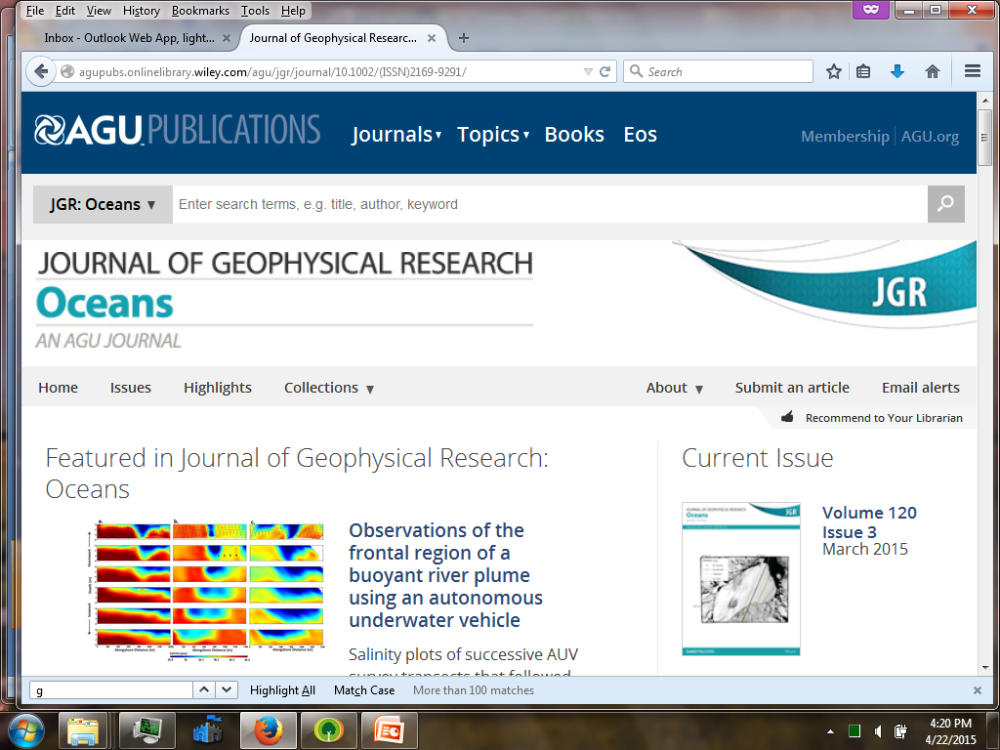 File Edit View History Bookmarks Tools Help
Inbox - Outlook Web App, light... Journal of Geophysical Researc...
agupubs.onlinelibrary.wiley.com/agu/jgr/journal/10.1002/(ISSN)2169-9291/ Search
AGU PUBLICATIONS Journals Topics Books Eos Membership AGU.org
JGR: Oceans Enter search terms, e.g. title, author, keyword
JOURNAL OF GEOPHYSICAL RESEARCH
Oceans
AN AGU JOURNAL
JGR
Home Issues Highlights Collections About Submit an article Email alerts
Recommend to Your Librarian
Featured in Journal of Geophysical Research:
Oceans
Observations of the
frontal region of a
buoyant river plume
using an autonomous
underwater vehicle
Salinity plots of successive AUV
survey transects that followed
a. b. c.
Alongshore Distance (m) Alongshore Distance (m) Alongshore Distance (m)
Current Issue
JOURNAL OF GEOPHYSICAL RESEARCH
Oceans
JGR
Volume 120
Issue 3
March 2015
g Highlight All Match Case More than 100 matches
4:20 PM
4/22/2015